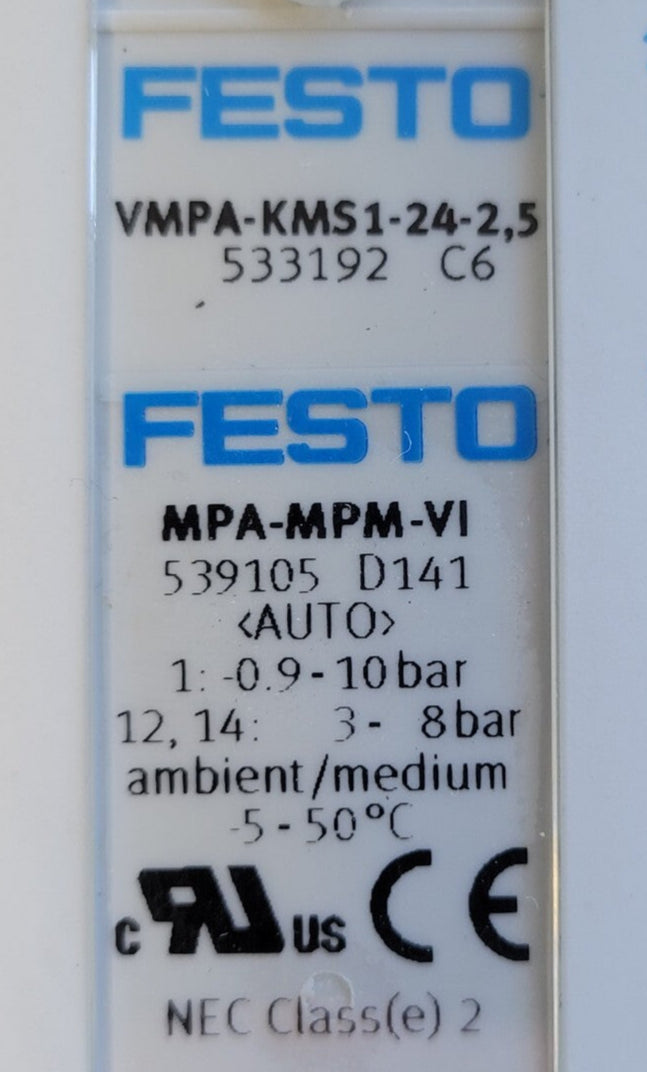 FESTO
VMPA-KMS1-24-2,5
533192 C6
FESTO
MPA-MPM-VI
539105 D141
<AUTO>
1: -0.9 - 10 bar
12, 14: 3 - 8 bar
ambient/medium
-5 - 50°C
c RU US CE
NEC Class(e) 2